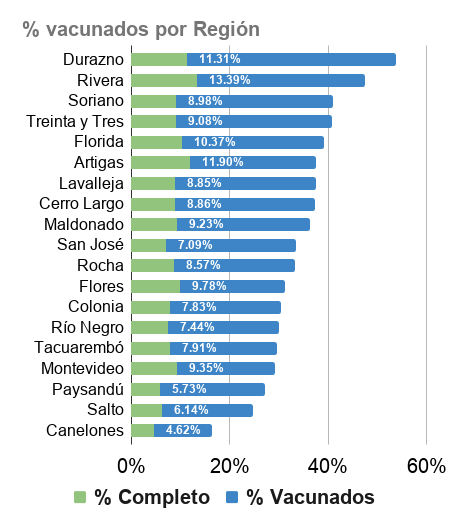 % vacunados por Región
Durazno 11.31%
Rivera 13.39%
Soriano 8.98%
Treinta y Tres 9.08%
Florida 10.37%
Artigas 11.90%
Lavalleja 8.85%
Cerro Largo 8.86%
Maldonado 9.23%
San José 7.09%
Rocha 8.57%
Flores 9.78%
Colonia 7.83%
Río Negro 7.44%
Tacuarembó 7.91%
Montevideo 9.35%
Paysandú 5.73%
Salto 6.14%
Canelones 4.62%
0% 20% 40% 60%
% Completo % Vacunados